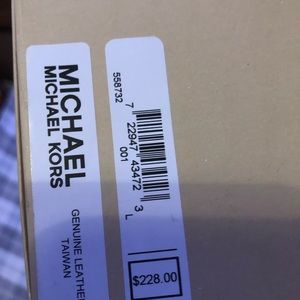 MICHAEL
MICHAEL KORS
GENUINE LEATHER
TAIWAN
558732
7 22947 43472 3
001 L
$228.00